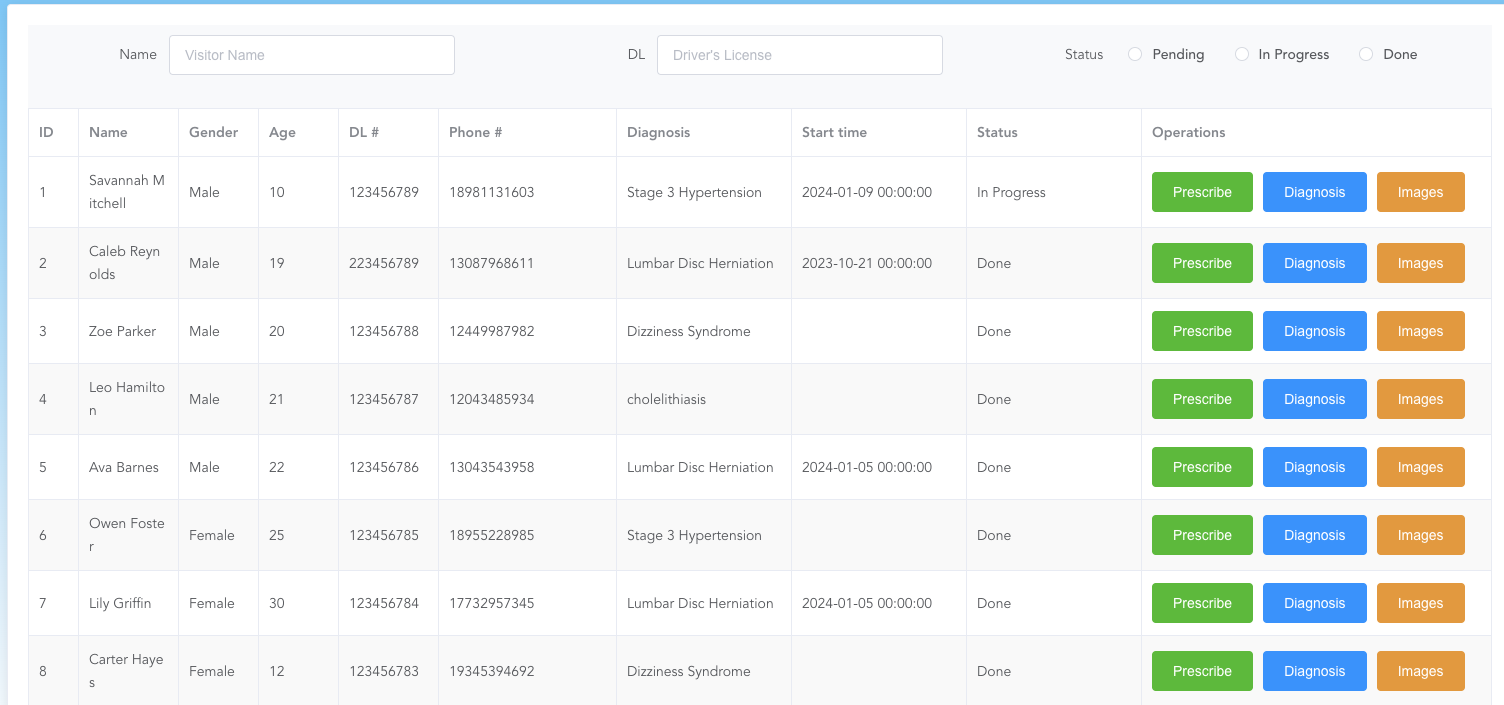 Name Visitor Name DL Driver's License Status Pending In Progress Done
ID Name Gender Age DL # Phone # Diagnosis Start time Status Operations
1 Savannah M Male 10 123456789 18981131603 Stage 3 Hypertension 2024-01-09 00:00:00 In Progress Prescribe Diagnosis Images
itchell
2 Caleb Reyn Male 19 223456789 13087968611 Lumbar Disc Herniation 2023-10-21 00:00:00 Done Prescribe Diagnosis Images
olds
3 Zoe Parker Male 20 123456788 12449987982 Dizziness Syndrome Done Prescribe Diagnosis Images
4 Leo Hamilto Male 21 123456787 12043485934 cholelithiasis Done Prescribe Diagnosis Images
n
5 Ava Barnes Male 22 123456786 13043543958 Lumbar Disc Herniation 2024-01-05 00:00:00 Done Prescribe Diagnosis Images
6 Owen Foste Female 25 123456785 18955228985 Stage 3 Hypertension Done Prescribe Diagnosis Images
r
7 Lily Griffin Female 30 123456784 17732957345 Lumbar Disc Herniation 2024-01-05 00:00:00 Done Prescribe Diagnosis Images
8 Carter Haye Female 12 123456783 19345394692 Dizziness Syndrome Done Prescribe Diagnosis Images
s